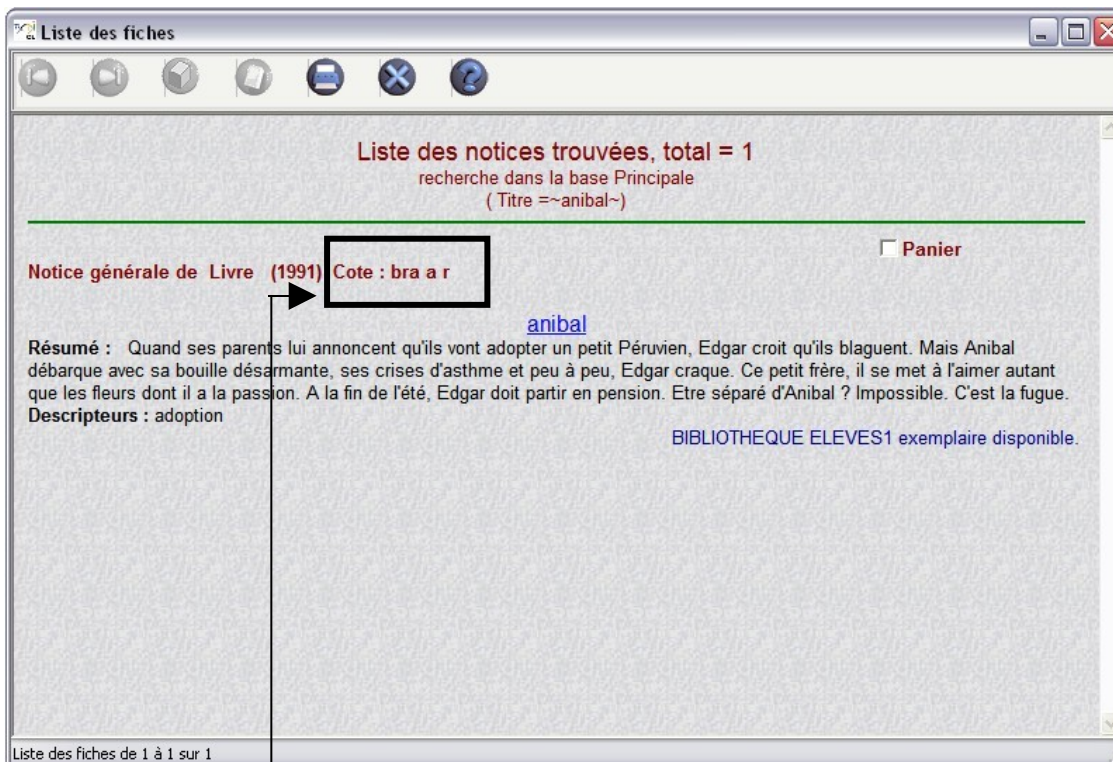 Liste des fiches
Liste des notices trouvées, total = 1
recherche dans la base Principale
( Titre =~anibal~)
Panier
Notice générale de Livre (1991) Cote : bra a r
anibal
Résumé : Quand ses parents lui annoncent qu'ils vont adopter un petit Péruvien, Edgar croit qu'ils blaguent. Mais Anibal
débarque avec sa bouille désarmante, ses crises d'asthme et peu à peu, Edgar craque. Ce petit frère, il se met à l'aimer autant
que les fleurs dont il a la passion. A la fin de l'été, Edgar doit partir en pension. Etre séparé d'Anibal ? Impossible. C'est la fugue.
Descripteurs : adoption
BIBLIOTHEQUE ELEVES1 exemplaire disponible.
Liste des fiches de 1 à 1 sur 1